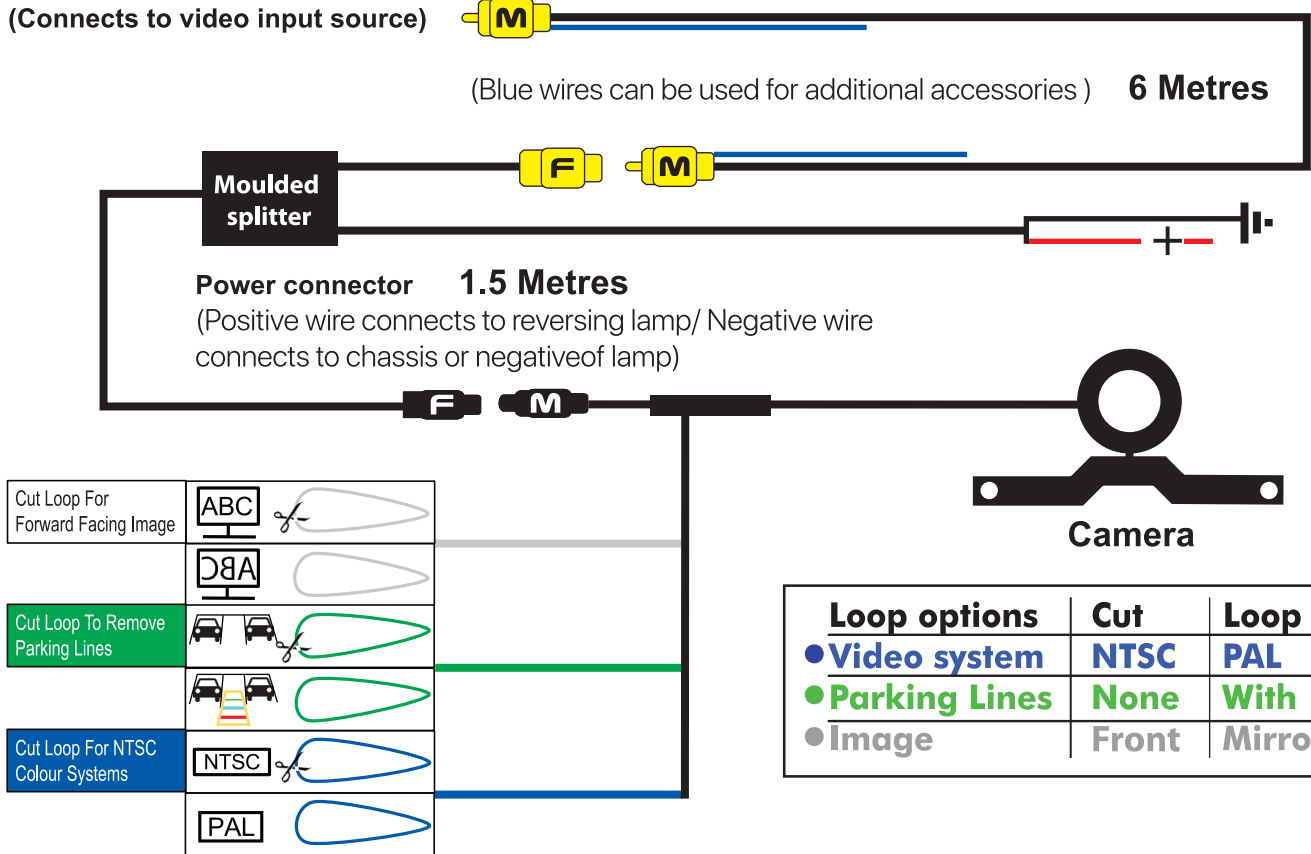 (Connects to video input source)
M
(Blue wires can be used for additional accessories )
6 Metres
F
M
Moulded
splitter
Power connector
1.5 Metres
(Positive wire connects to reversing lamp/ Negative wire
connects to chassis or negativeof lamp)
F
M
Camera
Cut Loop For
Forward Facing Image
ABC
ABC
Cut Loop To Remove
Parking Lines
Cut Loop For NTSC
Colour Systems
NTSC
PAL
Loop options Cut Loop
Video system NTSC PAL
Parking Lines None With
Image Front Mirro